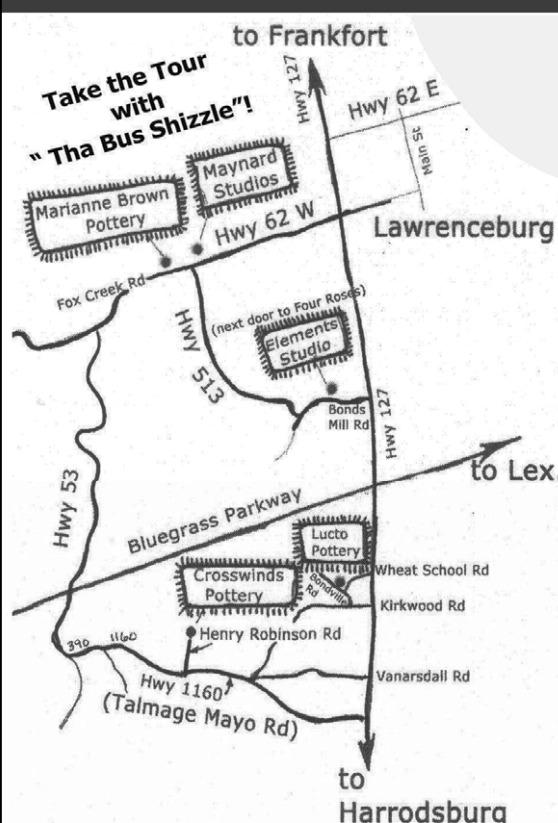 to Frankfort
Take the Tour
with
" Tha Bus Shizzle"!
Hwy 127
Hwy 62 E
Main St
Maynard
Studios
Marianne Brown
Pottery
Hwy 62 W
Lawrenceburg
Fox Creek Rd
Hwy 513
(next door to Four Roses)
Elements
Studio
Bonds
Mill Rd
Hwy 127
to Lex.
Hwy 53
Bluegrass Parkway
Lucto
Pottery
Crosswinds
Pottery
Bondville
Rd
Wheat School Rd
Kirkwood Rd
Henry Robinson Rd
390
1160
Hwy 1160
(Talmage Mayo Rd)
Vanarsdall Rd
to
Harrodsburg